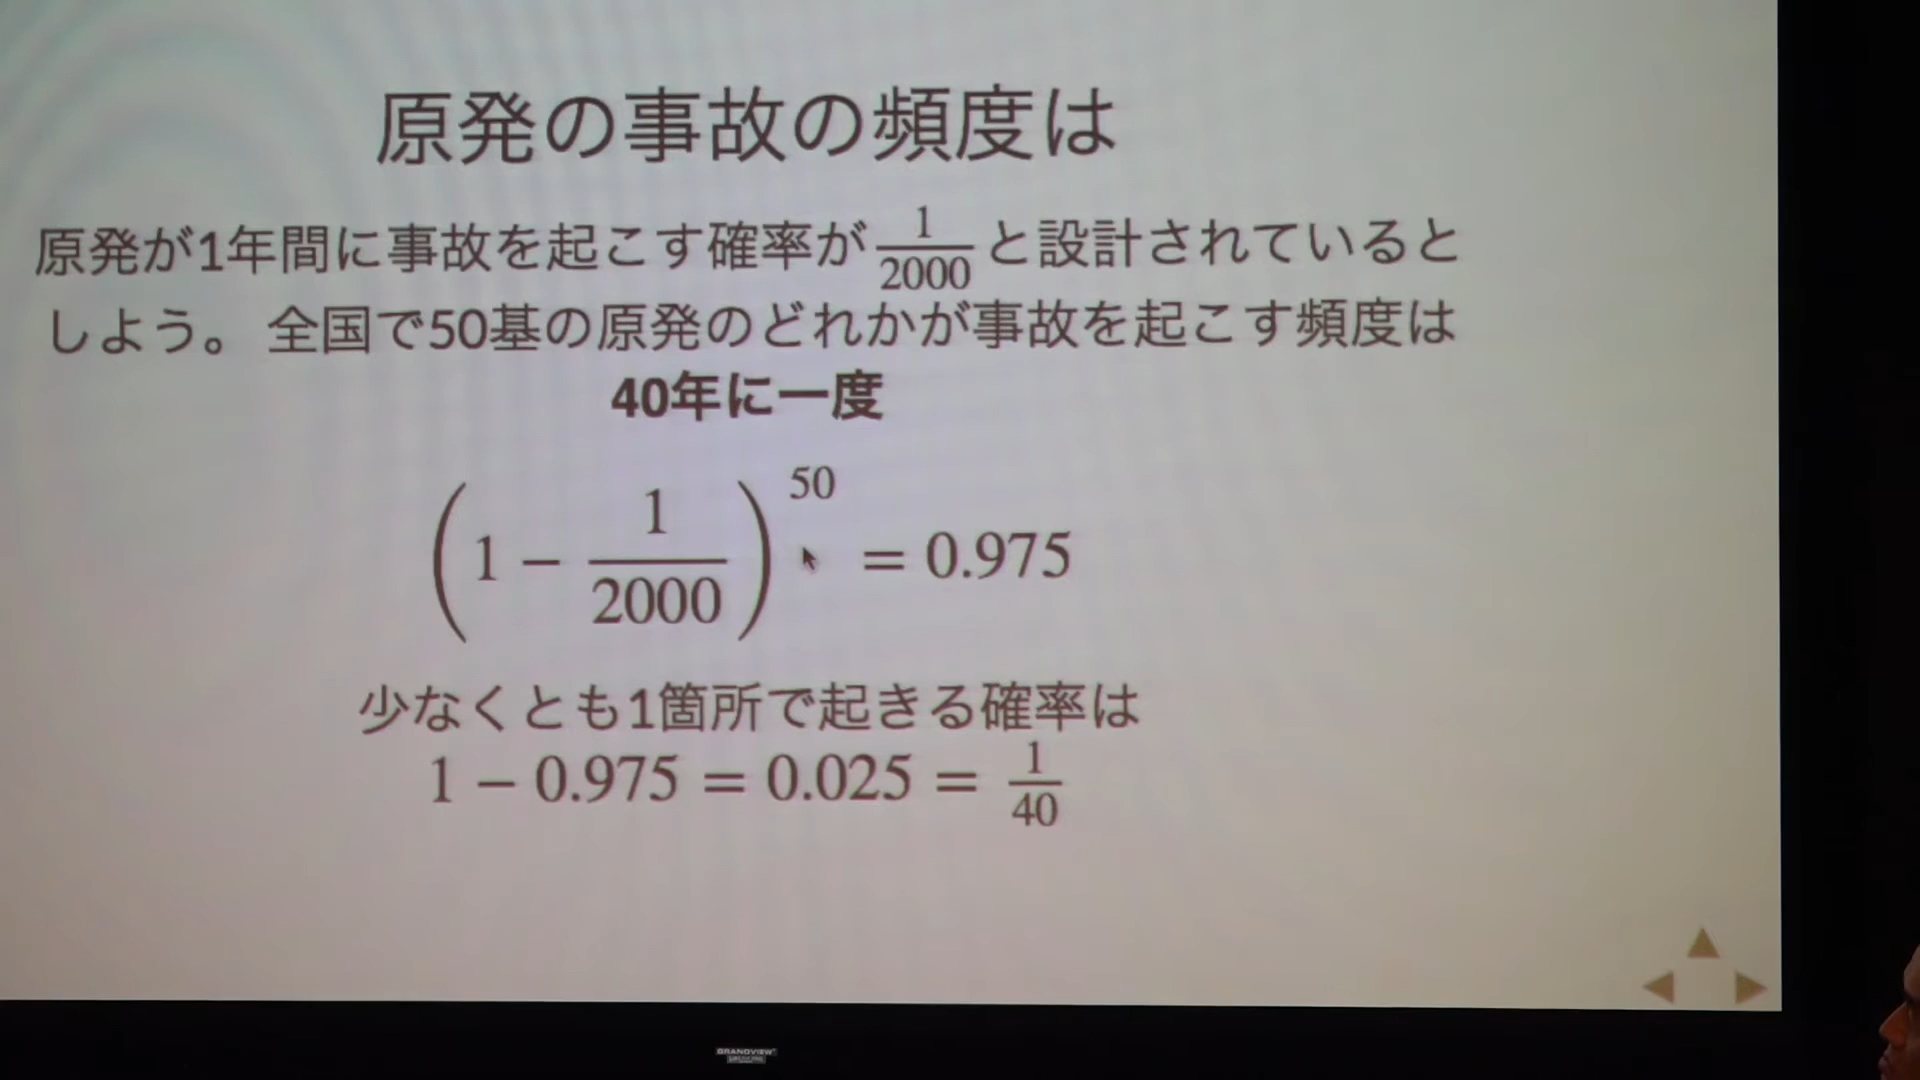 原発の事故の頻度は
原発が1年間に事故を起こす確率が 1/2000 と設計されていると
しよう。 全国で50基の原発のどれかが事故を起こす頻度は
40年に一度
(1 − 1/2000)^50 = 0.975
少なくとも1箇所で起きる確率は
1 − 0.975 = 0.025 = 1/40
GRANDVIEW